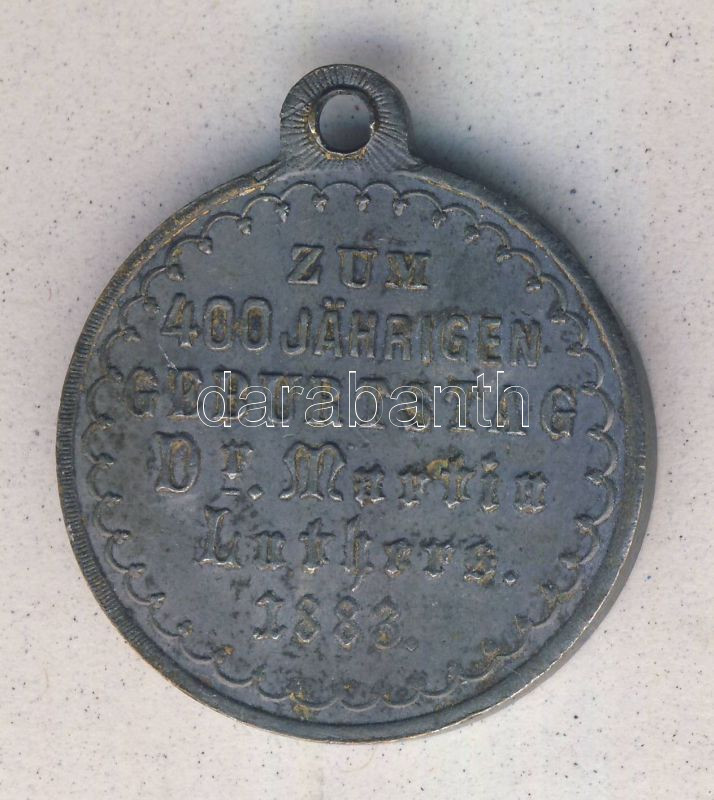 ZUM
400 JÄHRIGEN
GEBURTSTAG
darabanth
Dr. Martin
Luthers.
1883.